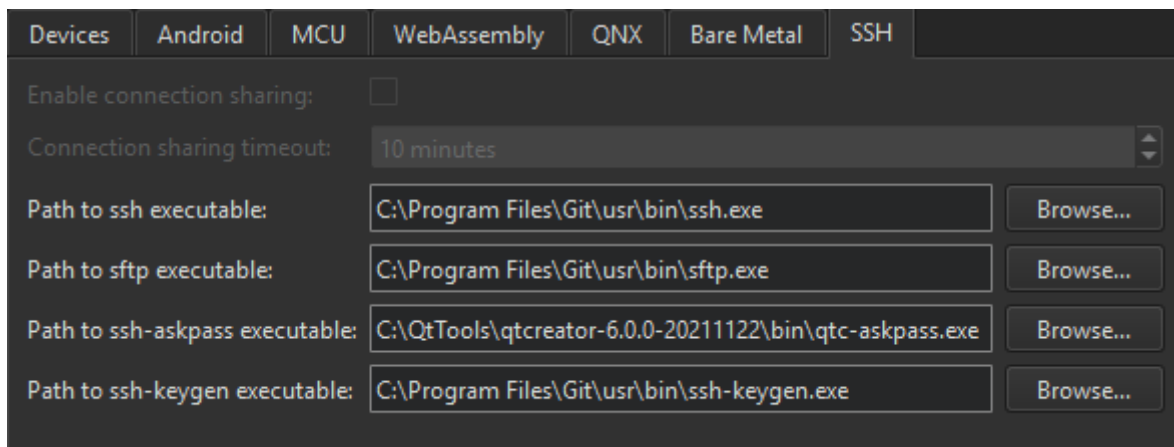 Devices Android MCU WebAssembly QNX Bare Metal SSH
Enable connection sharing:
Connection sharing timeout: 10 minutes
Path to ssh executable: C:\Program Files\Git\usr\bin\ssh.exe Browse...
Path to sftp executable: C:\Program Files\Git\usr\bin\sftp.exe Browse...
Path to ssh-askpass executable: C:\QtTools\qtcreator-6.0.0-20211122\bin\qtc-askpass.exe Browse...
Path to ssh-keygen executable: C:\Program Files\Git\usr\bin\ssh-keygen.exe Browse...